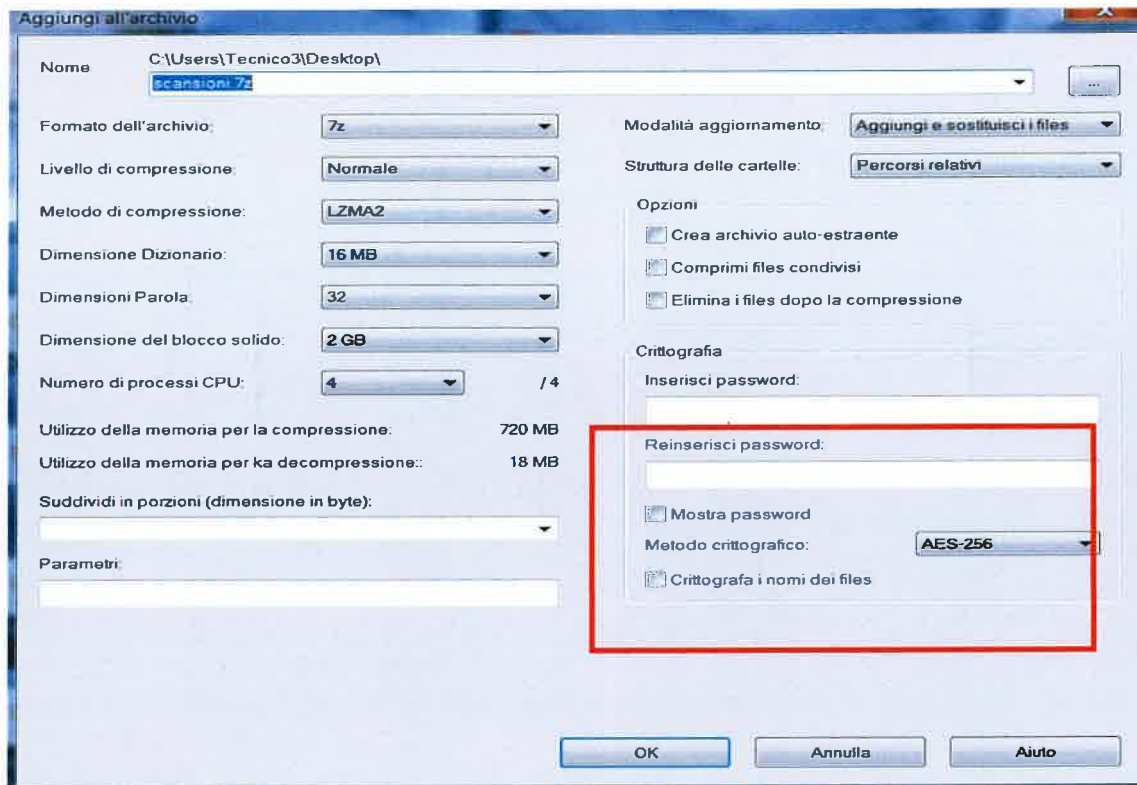 Aggiungi all'archivio
Nome
C:\Users\Tecnico3\Desktop\
scansioni.7z
...
Formato dell'archivio:
7z
Livello di compressione:
Normale
Metodo di compressione:
LZMA2
Dimensione Dizionario:
16 MB
Dimensioni Parola:
32
Dimensione del blocco solido:
2 GB
Numero di processi CPU:
4
/ 4
Utilizzo della memoria per la compressione:
720 MB
Utilizzo della memoria per ka decompressione::
18 MB
Suddividi in porzioni (dimensione in byte):
Parametri:
Modalità aggiornamento:
Aggiungi e sostituisci i files
Struttura delle cartelle:
Percorsi relativi
Opzioni
Crea archivio auto-estraente
Comprimi files condivisi
Elimina i files dopo la compressione
Crittografia
Inserisci password:
Reinserisci password:
Mostra password
Metodo crittografico:
AES-256
Crittografa i nomi dei files
OK
Annulla
Aiuto